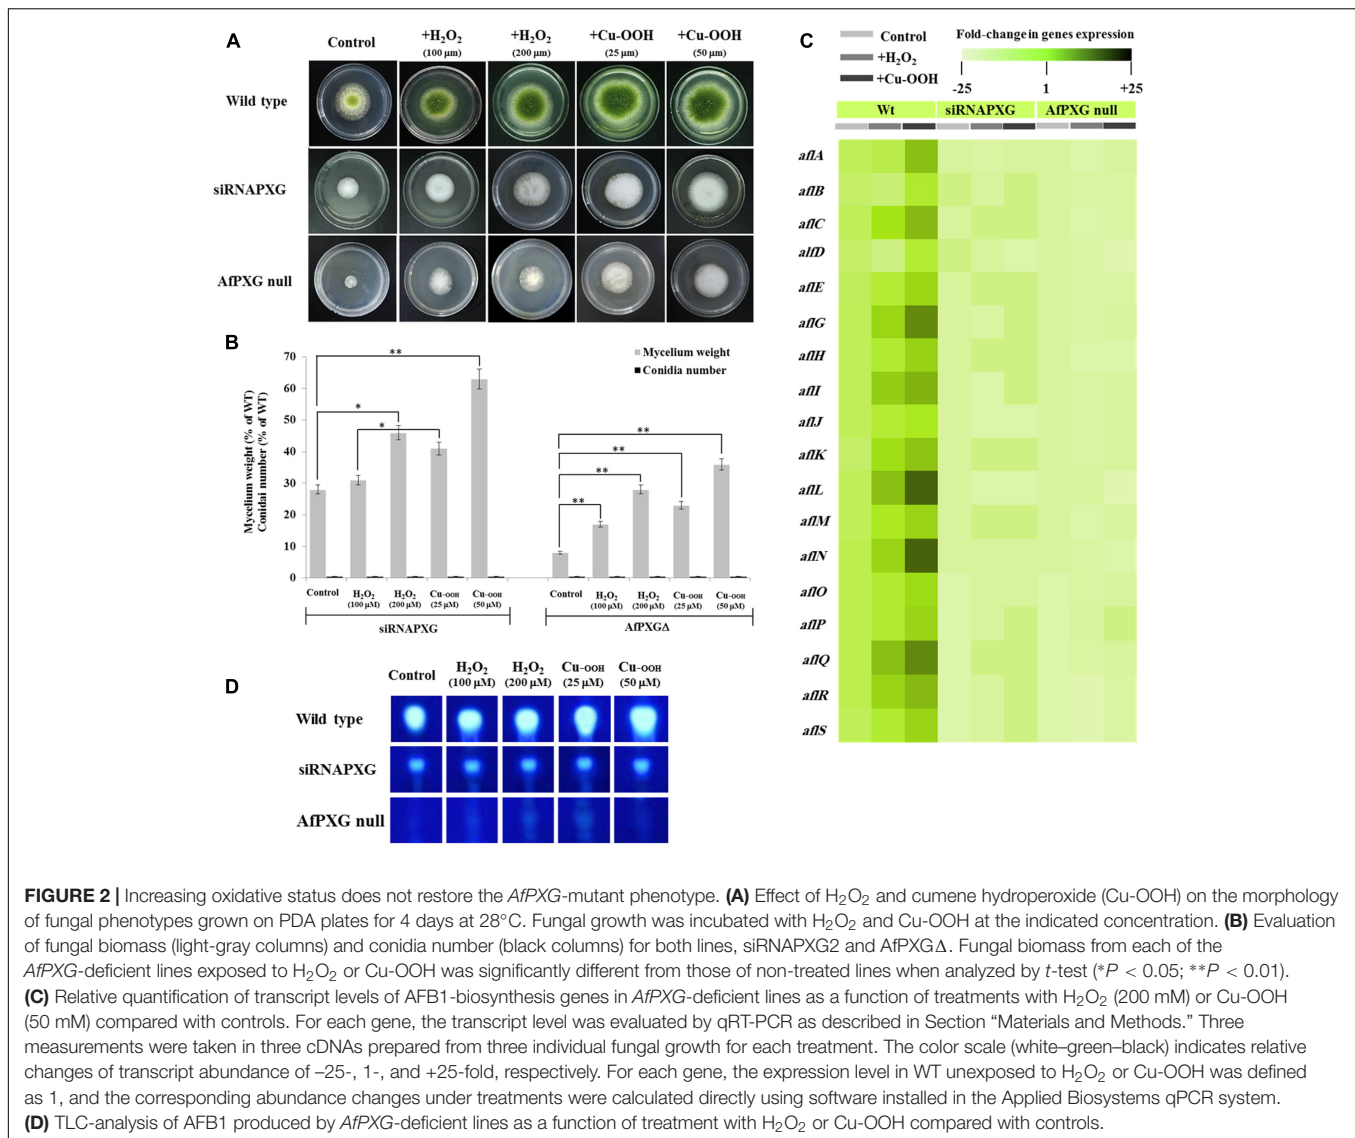 A
Control
+H₂O₂
(100 µm)
+H₂O₂
(200 µm)
+Cu-OOH
(25 µm)
+Cu-OOH
(50 µm)
Wild type
siRNAPXG
AfPXG null
B
Mycelium weight (% of WT)
Conidai number (% of WT)
70
60
50
40
30
20
10
0
Mycelium weight
Conidia number
**
*
*
**
**
**
**
Control
H₂O₂
(100 µM)
H₂O₂
(200 µM)
Cu-OOH
(25 µM)
Cu-OOH
(50 µM)
Control
H₂O₂
(100 µM)
H₂O₂
(200 µM)
Cu-OOH
(25 µM)
Cu-OOH
(50 µM)
siRNAPXG
AfPXGΔ
C
Control
+H₂O₂
+Cu-OOH
Fold-change in genes expression
-25
1
+25
Wt
siRNAPXG
AfPXG null
aflA
aflB
aflC
alfD
aflE
aflG
aflH
aflI
aflJ
aflK
aflL
aflM
aflN
aflO
aflP
aflQ
aflR
aflS
D
Control
H₂O₂
(100 µM)
H₂O₂
(200 µM)
Cu-OOH
(25 µM)
Cu-OOH
(50 µM)
Wild type
siRNAPXG
AfPXG null
FIGURE 2 | Increasing oxidative status does not restore the AfPXG-mutant phenotype. (A) Effect of H₂O₂ and cumene hydroperoxide (Cu-OOH) on the morphology
of fungal phenotypes grown on PDA plates for 4 days at 28°C. Fungal growth was incubated with H₂O₂ and Cu-OOH at the indicated concentration. (B) Evaluation
of fungal biomass (light-gray columns) and conidia number (black columns) for both lines, siRNAPXG2 and AfPXGΔ. Fungal biomass from each of the
AfPXG-deficient lines exposed to H₂O₂ or Cu-OOH was significantly different from those of non-treated lines when analyzed by t-test (*P < 0.05; **P < 0.01).
(C) Relative quantification of transcript levels of AFB1-biosynthesis genes in AfPXG-deficient lines as a function of treatments with H₂O₂ (200 mM) or Cu-OOH
(50 mM) compared with controls. For each gene, the transcript level was evaluated by qRT-PCR as described in Section “Materials and Methods.” Three
measurements were taken in three cDNAs prepared from three individual fungal growth for each treatment. The color scale (white–green–black) indicates relative
changes of transcript abundance of –25-, 1-, and +25-fold, respectively. For each gene, the expression level in WT unexposed to H₂O₂ or Cu-OOH was defined
as 1, and the corresponding abundance changes under treatments were calculated directly using software installed in the Applied Biosystems qPCR system.
(D) TLC-analysis of AFB1 produced by AfPXG-deficient lines as a function of treatment with H₂O₂ or Cu-OOH compared with controls.